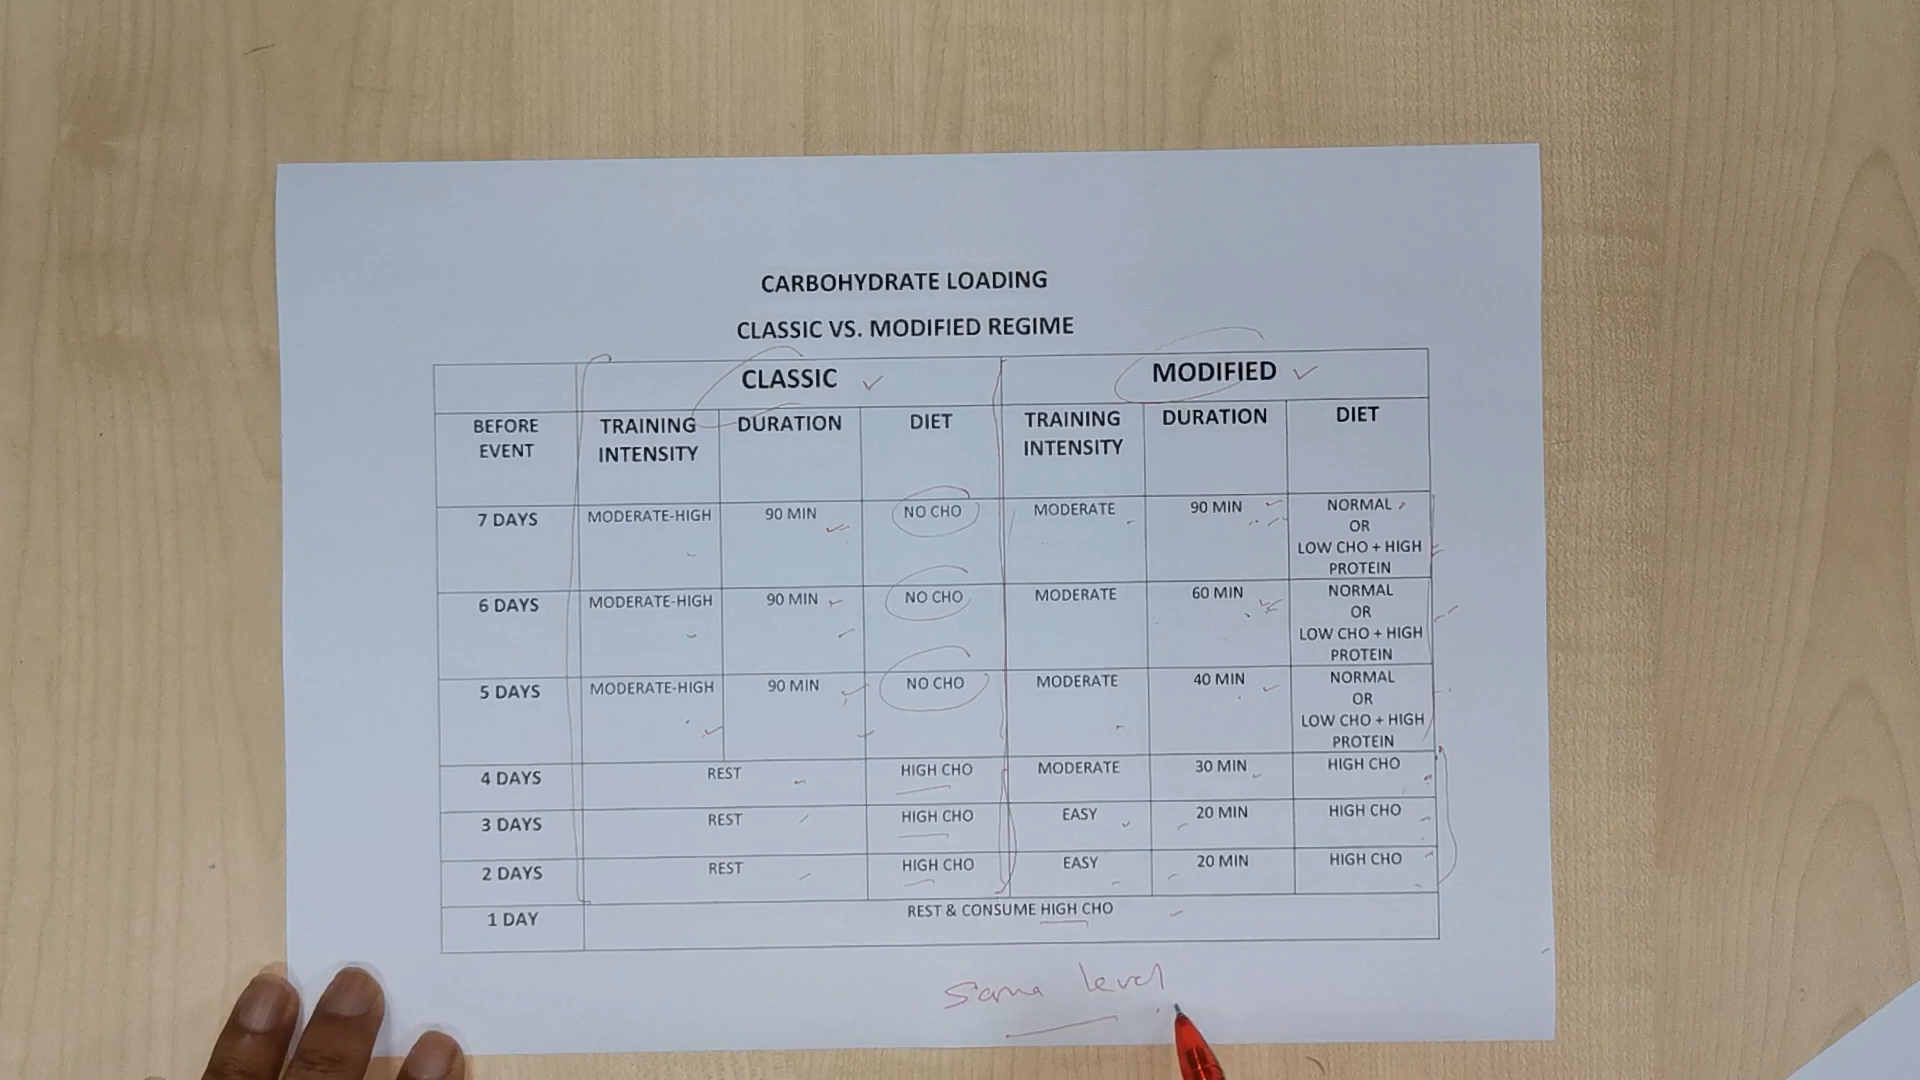 CARBOHYDRATE LOADING
CLASSIC VS. MODIFIED REGIME
CLASSIC MODIFIED
BEFORE EVENT TRAINING INTENSITY DURATION DIET TRAINING INTENSITY DURATION DIET
7 DAYS MODERATE-HIGH 90 MIN NO CHO MODERATE 90 MIN NORMAL
OR
LOW CHO + HIGH
PROTEIN
6 DAYS MODERATE-HIGH 90 MIN NO CHO MODERATE 60 MIN NORMAL
OR
LOW CHO + HIGH
PROTEIN
5 DAYS MODERATE-HIGH 90 MIN NO CHO MODERATE 40 MIN NORMAL
OR
LOW CHO + HIGH
PROTEIN
4 DAYS REST HIGH CHO MODERATE 30 MIN HIGH CHO
3 DAYS REST HIGH CHO EASY 20 MIN HIGH CHO
2 DAYS REST HIGH CHO EASY 20 MIN HIGH CHO
1 DAY REST & CONSUME HIGH CHO
Same level